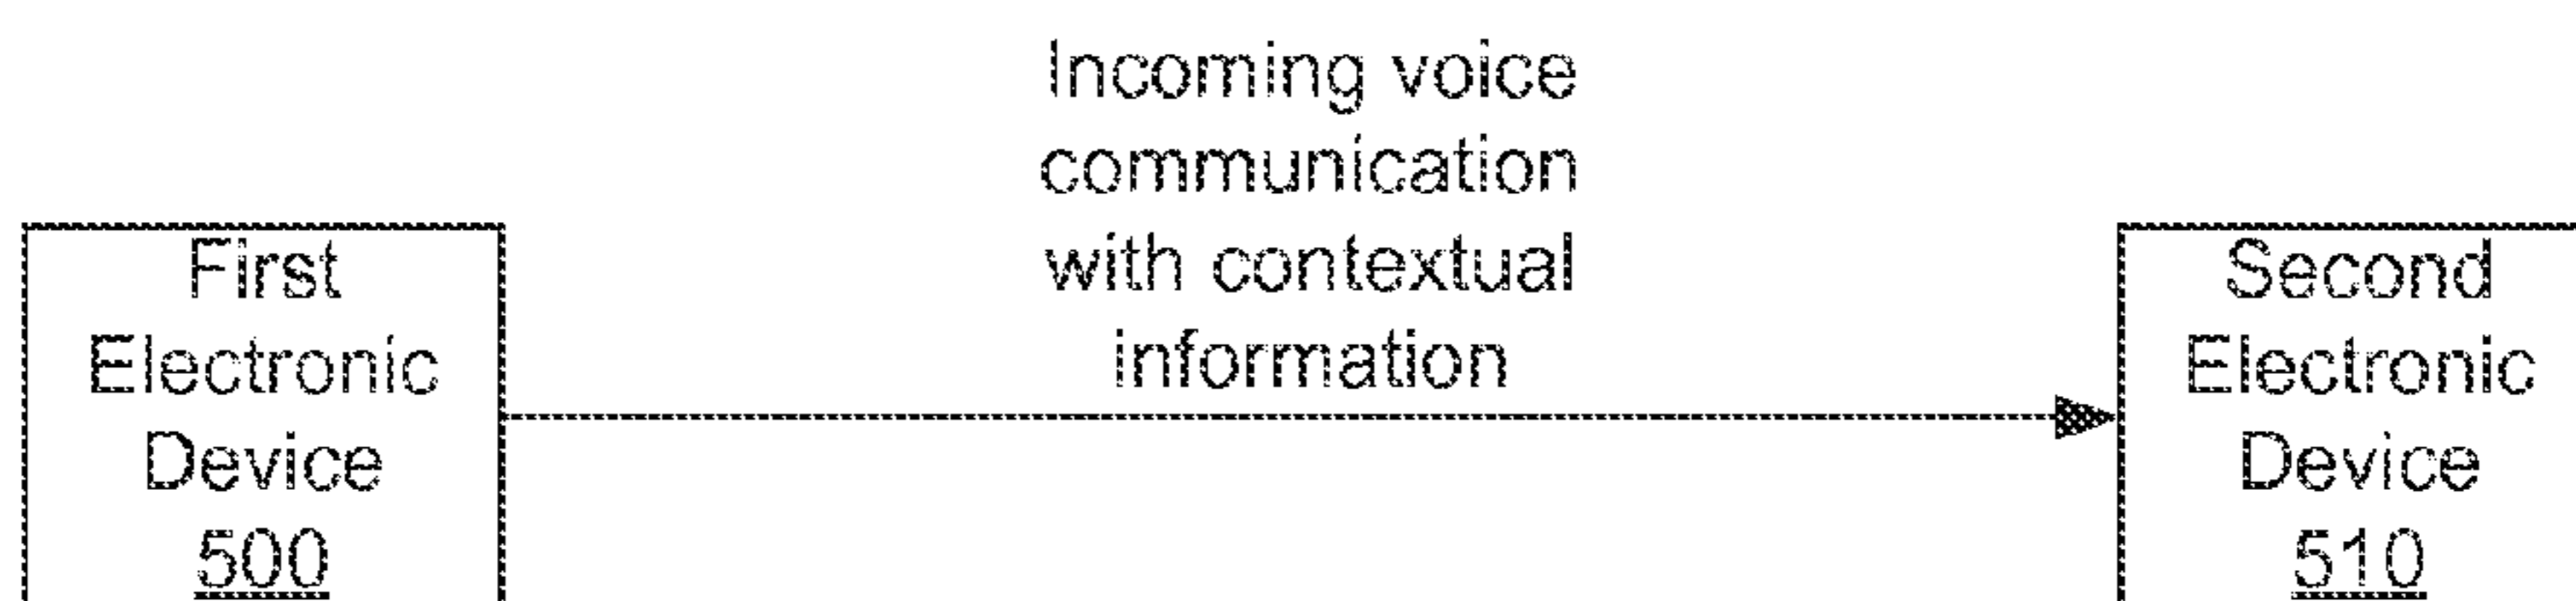 Incoming voice
communication
with contextual
information
First
Electronic
Device
500
Second
Electronic
Device
510